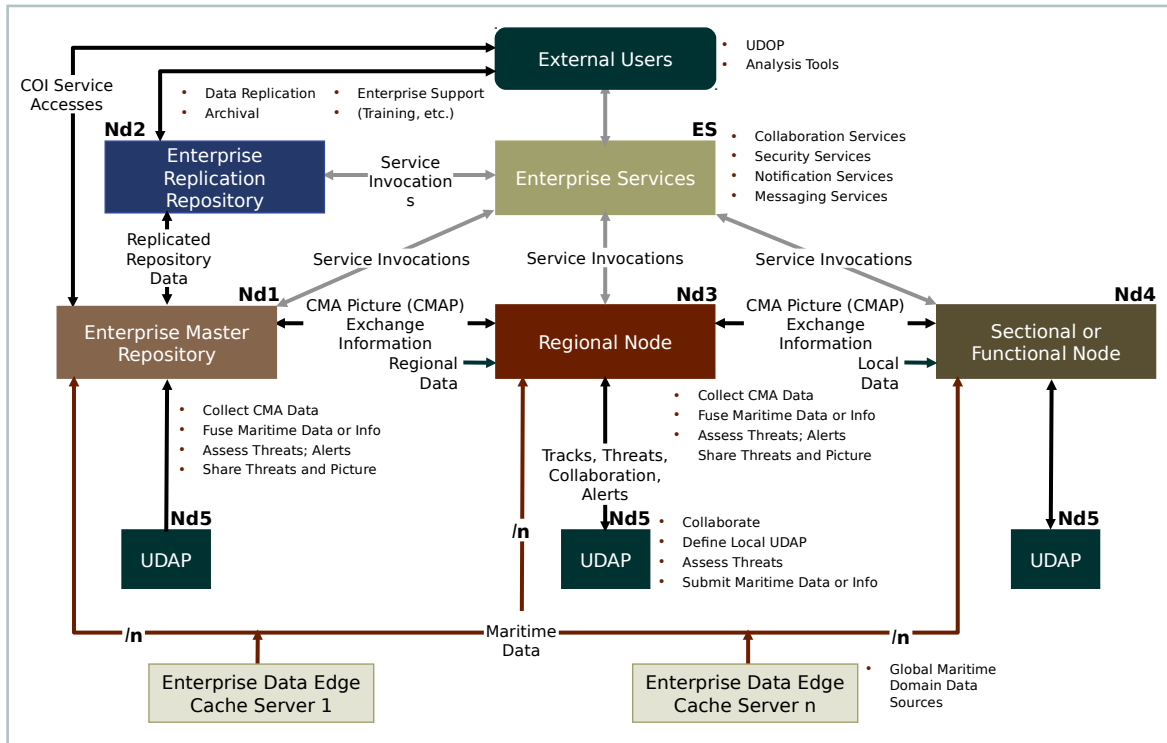 External Users
• UDOP
• Analysis Tools
COI Service
Accesses
• Data Replication
• Archival
• Enterprise Support
• (Training, etc.)
Nd2
Enterprise
Replication
Repository
Service
Invocation
s
ES
Enterprise Services
• Collaboration Services
• Security Services
• Notification Services
• Messaging Services
Replicated
Repository
Data
Service Invocations
Service Invocations
Service Invocations
Nd1
Enterprise Master
Repository
CMA Picture (CMAP)
Exchange
Information
Regional
Data
Nd3
Regional Node
CMA Picture (CMAP)
Exchange
Information
Local
Data
Nd4
Sectional or
Functional Node
• Collect CMA Data
• Fuse Maritime Data or Info
• Assess Threats; Alerts
• Share Threats and Picture
• Collect CMA Data
• Fuse Maritime Data or Info
• Assess Threats; Alerts
Share Threats and Picture
Tracks, Threats,
Collaboration,
Alerts
Nd5
UDAP
/n
Nd5
UDAP
• Collaborate
• Define Local UDAP
• Assess Threats
• Submit Maritime Data or Info
Nd5
UDAP
/n
Maritime
Data
/n
Enterprise Data Edge
Cache Server 1
Enterprise Data Edge
Cache Server n
• Global Maritime
Domain Data
Sources